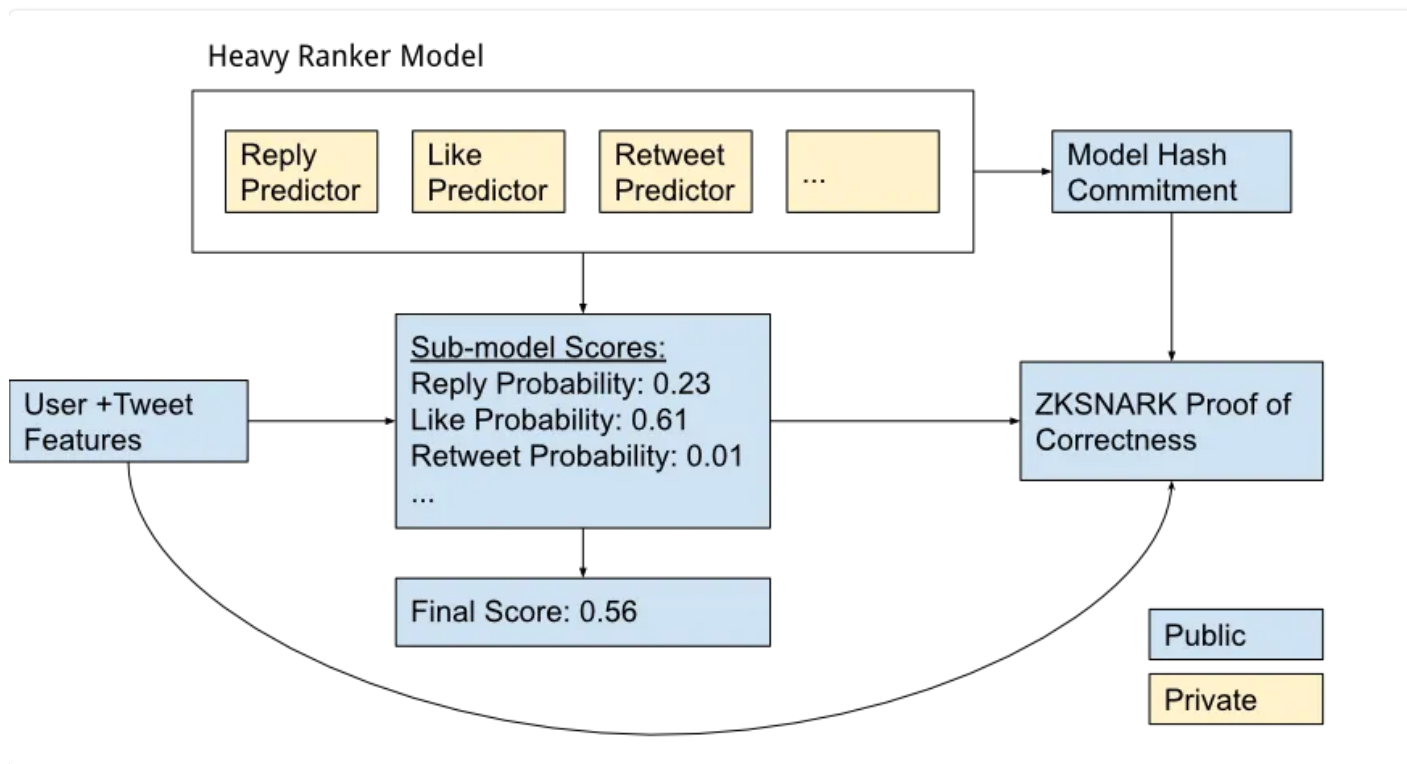 Heavy Ranker Model
Reply
Predictor
Like
Predictor
Retweet
Predictor
...
Model Hash
Commitment
Sub-model Scores:
Reply Probability: 0.23
Like Probability: 0.61
Retweet Probability: 0.01
...
User +Tweet
Features
ZKSNARK Proof of
Correctness
Final Score: 0.56
Public
Private